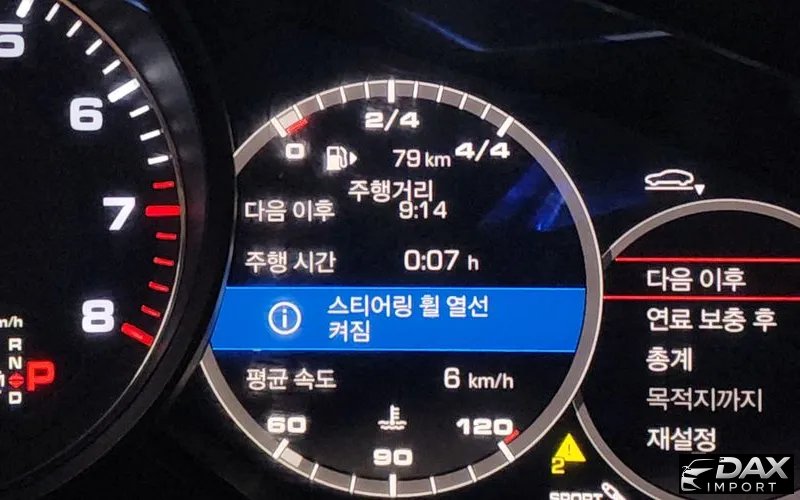 5
6
7
8
R
N
D
P
0
2/4
4/4
79 km
주행거리
다음 이후 9:14
주행 시간 0:07 h
스티어링 휠 열선
켜짐
평균 속도 6 km/h
60
90
120
다음 이후
연료 보충 후
총계
목적지까지
재설정
2
SPORT
DAX
IMPORT